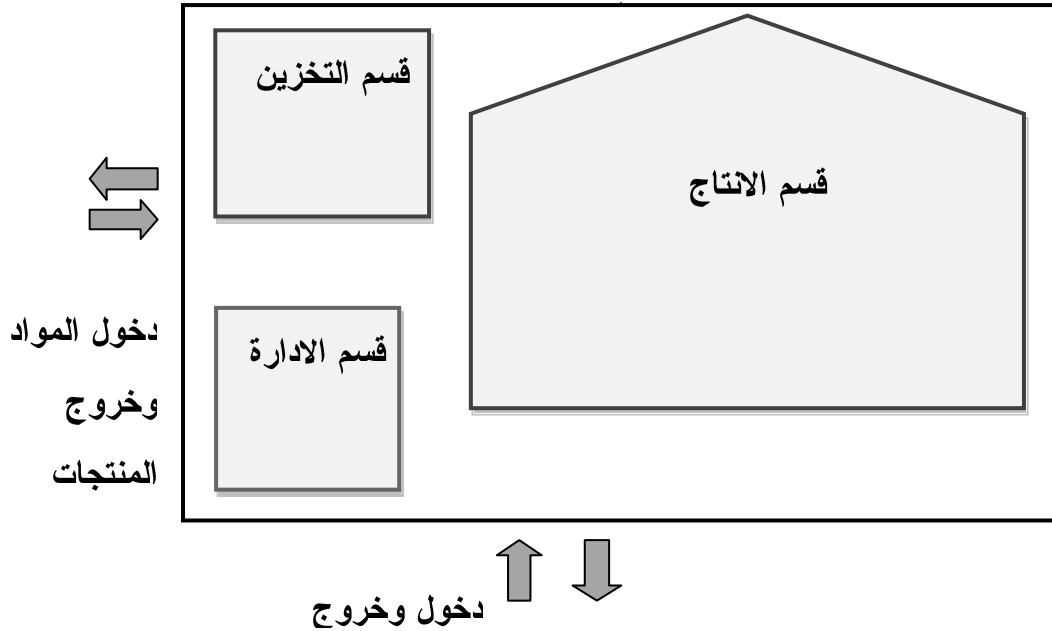 قسم التخزين
قسم الانتاج
قسم الادارة
دخول المواد
وخروج
المنتجات
دخول وخروج